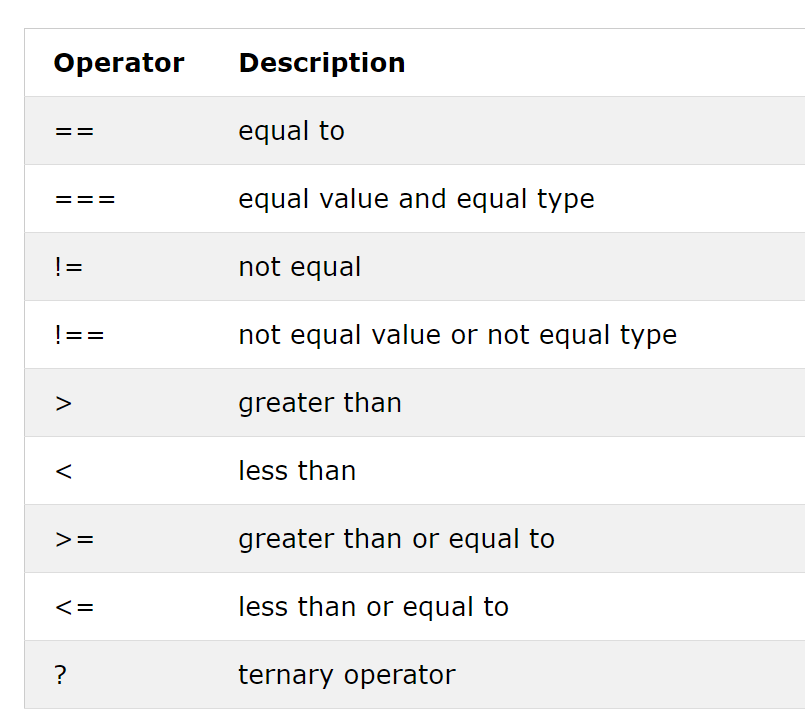 Operator Description
== equal to
=== equal value and equal type
!= not equal
!== not equal value or not equal type
> greater than
< less than
>= greater than or equal to
<= less than or equal to
? ternary operator